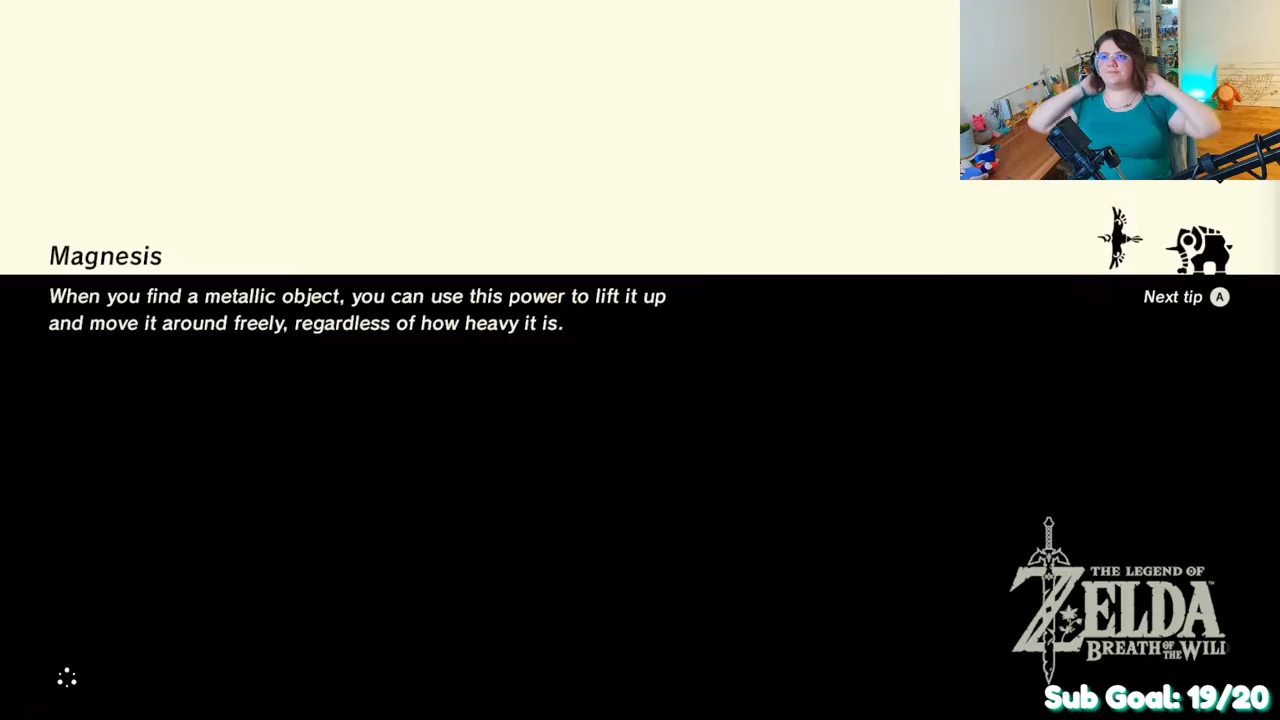 Magnesis
When you find a metallic object, you can use this power to lift it up
and move it around freely, regardless of how heavy it is.
Next tip A
THE LEGEND OF
ZELDA
BREATH OF THE WILD
Sub Goal: 19/20